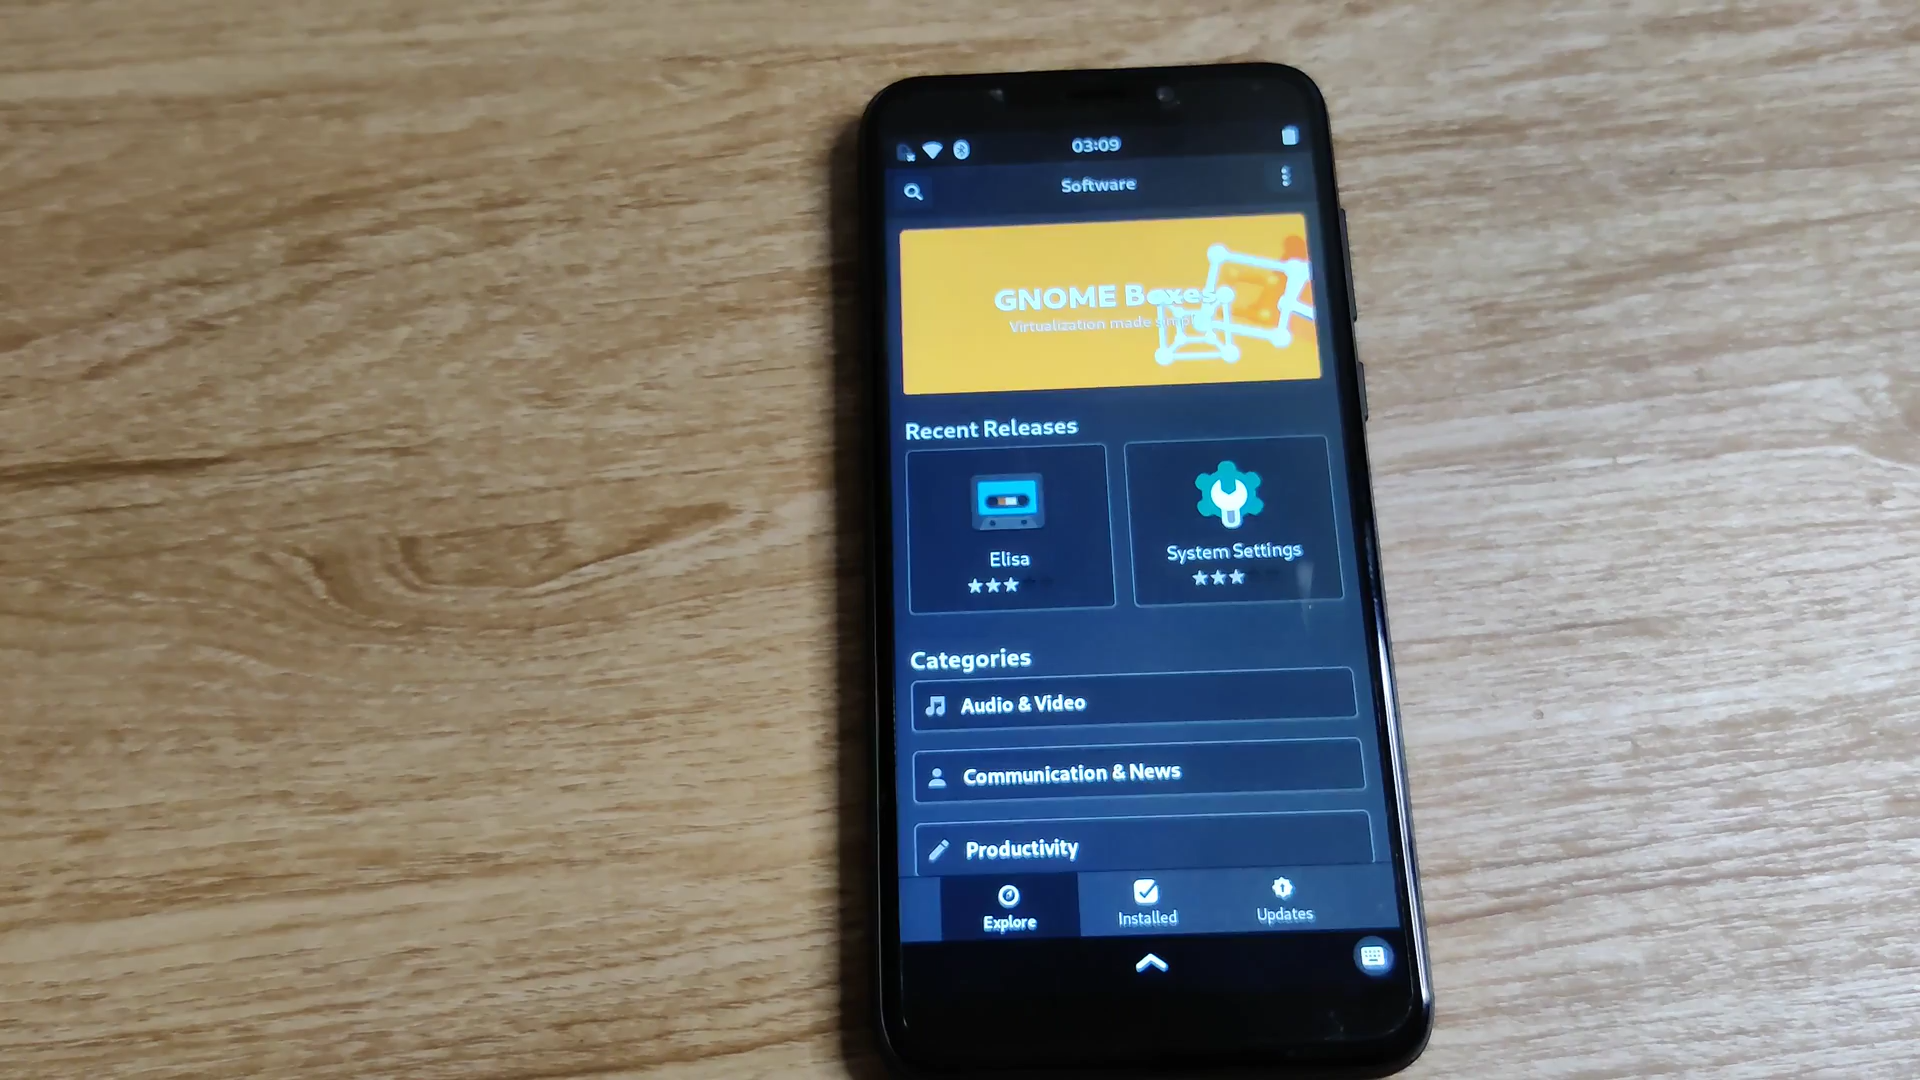 03:09
Software
GNOME Boxes
Virtualization made simple
Recent Releases
Elisa
System Settings
Categories
Audio & Video
Communication & News
Productivity
Explore
Installed
Updates